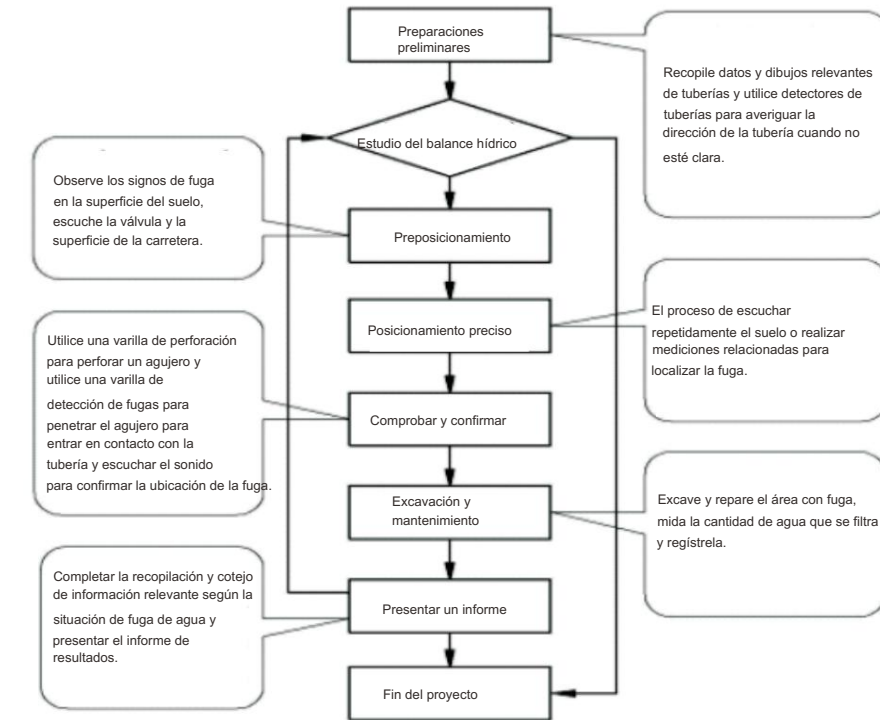 Preparaciones
preliminares
Recopile datos y dibujos relevantes
de tuberías y utilice detectores de
tuberías para averiguar la
dirección de la tubería cuando no
esté clara.
Estudio del balance hídrico
Observe los signos de fuga
en la superficie del suelo,
escuche la válvula y la
superficie de la carretera.
Preposicionamiento
Posicionamiento preciso
El proceso de escuchar
repetidamente el suelo o realizar
mediciones relacionadas para
localizar la fuga.
Utilice una varilla de perforación
para perforar un agujero y
utilice una varilla de
detección de fugas para
penetrar el agujero para
entrar en contacto con la
tubería y escuchar el sonido
para confirmar la ubicación de la fuga.
Comprobar y confirmar
Excavación y
mantenimiento
Excave y repare el área con fuga,
mida la cantidad de agua que se filtra
y regístrela.
Completar la recopilación y cotejo
de información relevante según la
situación de fuga de agua y
presentar el informe de
resultados.
Presentar un informe
Fin del proyecto